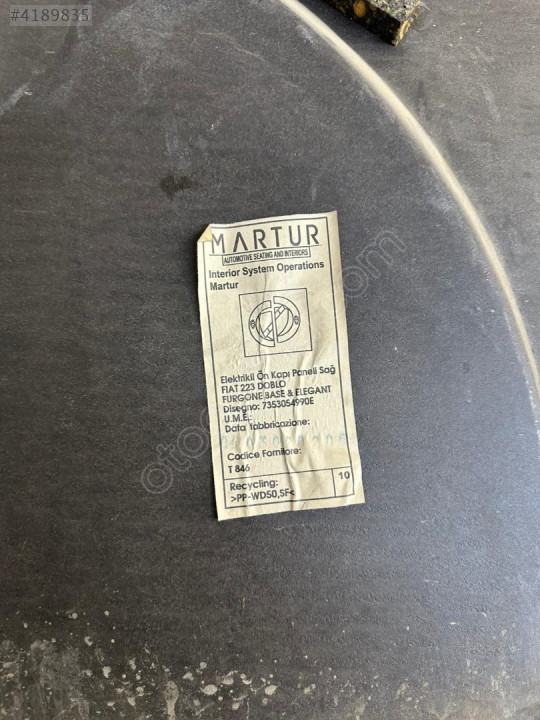 #4189835
MARTUR
AUTOMOTIVE SEATING AND INTERIORS
Interior System Operations
Martur
Elektrikli Ön Kapı Paneli Sağ
FIAT 223 DOBLO
FURGONE BASE & ELEGANT
Disegno: 7353054990E
U.M.E.:
Data fabbricazione:
Codice Fornitore:
T 846
Recycling:
10
>PP-WD50,SF<